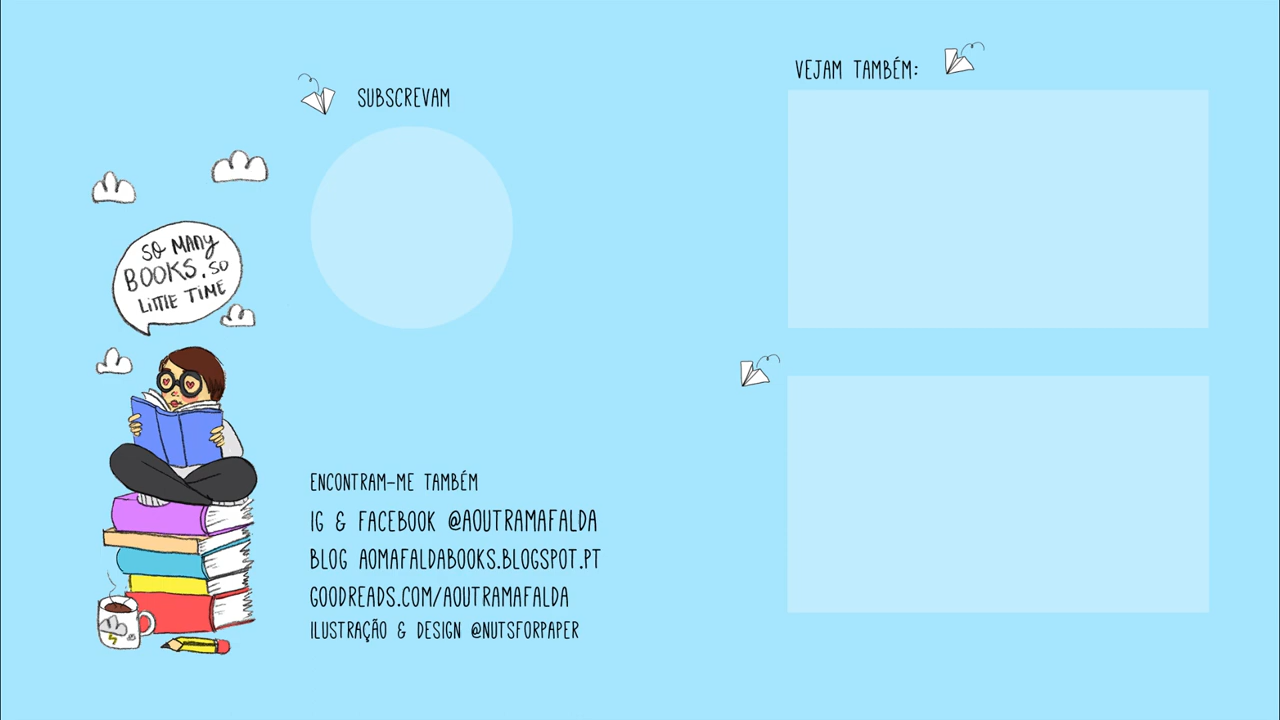 SUBSCREVAM
VEJAM TAMBÉM:
SO MANY
BOOKS, SO
LITTLE TIME
ENCONTRAM-ME TAMBÉM
IG & FACEBOOK @AOUTRAMAFALDA
BLOG AOMAFALDABOOKS.BLOGSPOT.PT
GOODREADS.COM/AOUTRAMAFALDA
ILUSTRAÇÃO & DESIGN @NUTSFORPAPER